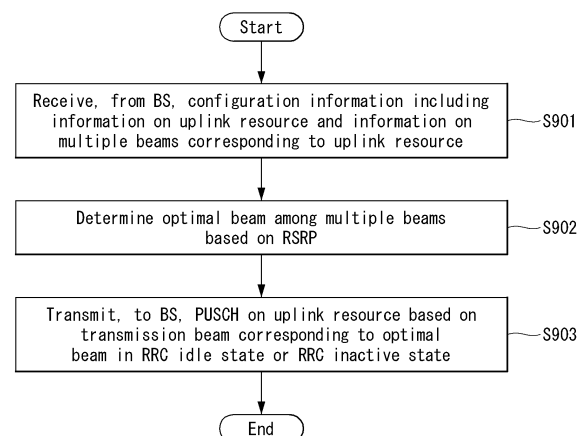 Start
Receive, from BS, configuration information including
information on uplink resource and information on
multiple beams corresponding to uplink resource
S901
Determine optimal beam among multiple beams
based on RSRP
S902
Transmit, to BS, PUSCH on uplink resource based on
transmission beam corresponding to optimal
beam in RRC idle state or RRC inactive state
S903
End